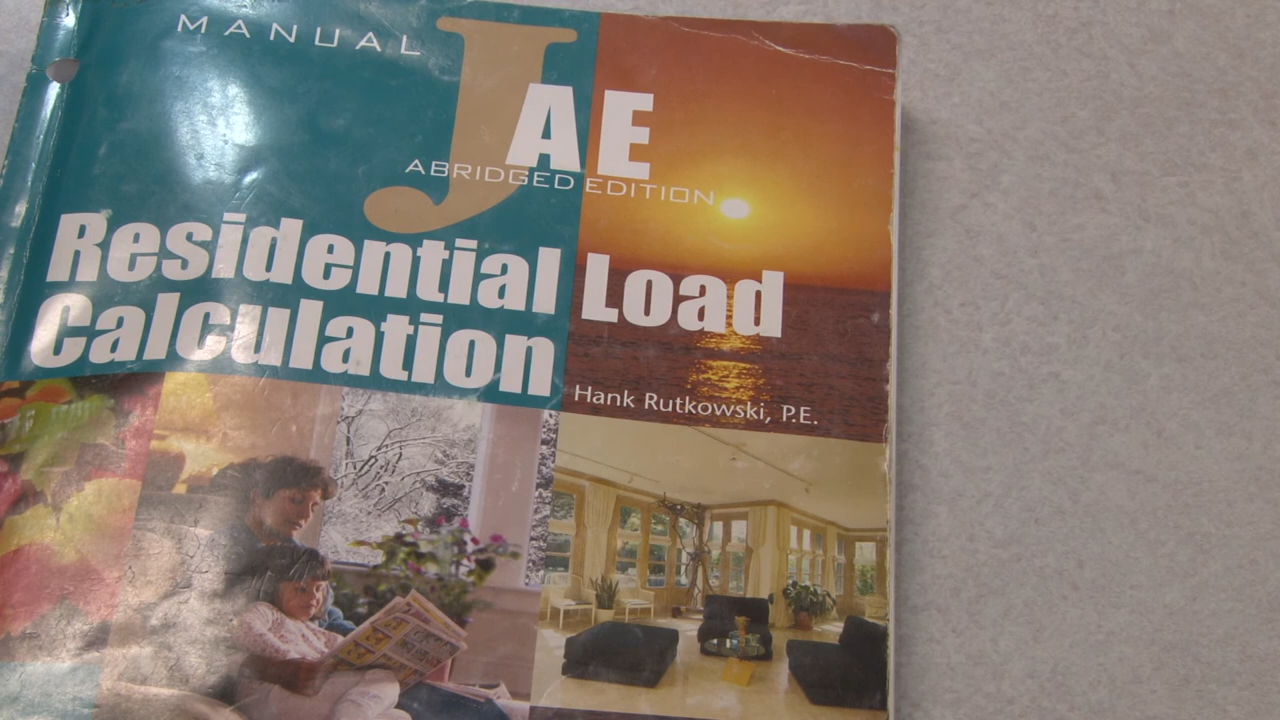 MANUAL J
AE
ABRIDGED EDITION
Residential Load
Calculation
Hank Rutkowski, P.E.